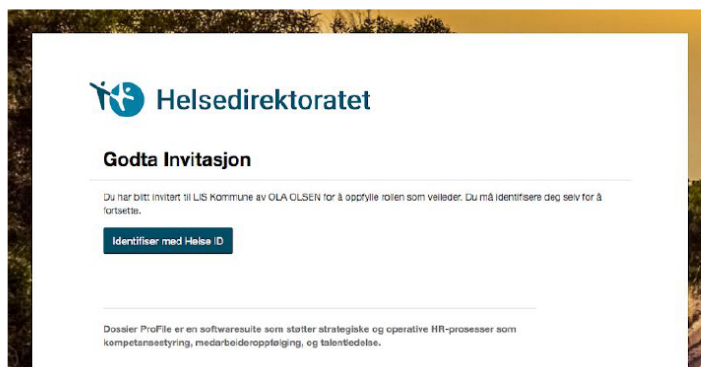 Helsedirektoratet
Godta Invitasjon
Du har blitt invitert til LIS Kommune av OLA OLSEN for å oppfylle rollen som veileder. Du må identifisere deg selv for å
fortsette.
Identifiser med Helse ID
Dossier ProFile er en softwaresuite som støtter strategiske og operative HR-prosesser som
kompetansestyring, medarbeideroppfølging, og talentledelse.